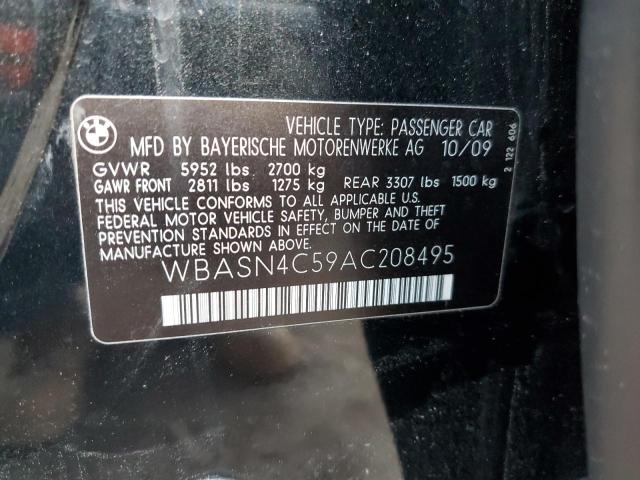 BMW
VEHICLE TYPE: PASSENGER CAR
MFD BY BAYERISCHE MOTORENWERKE AG 10/09
GVWR 5952 lbs 2700 kg
GAWR FRONT 2811 lbs 1275 kg REAR 3307 lbs 1500 kg
THIS VEHICLE CONFORMS TO ALL APPLICABLE U.S.
FEDERAL MOTOR VEHICLE SAFETY, BUMPER AND THEFT
PREVENTION STANDARDS IN EFFECT ON THE DATE OF
MANUFACTURE SHOWN ABOVE.
WBASN4C59AC208495
2 122 606